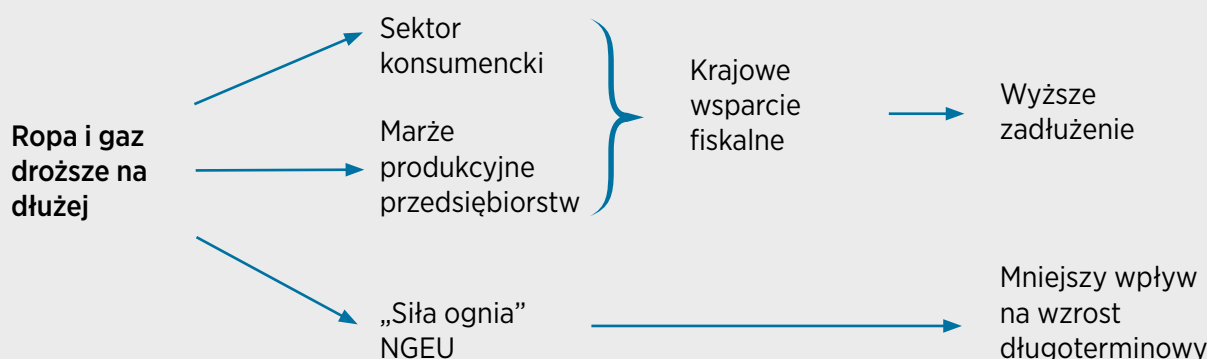 Ropa i gaz
droższe na
dłużej
Sektor
konsumencki
Marże
produkcyjne
przedsiębiorstw
Krajowe
wsparcie
fiskalne
Wyższe
zadłużenie
„Siła ognia”
NGEU
Mniejszy wpływ
na wzrost
długoterminowy